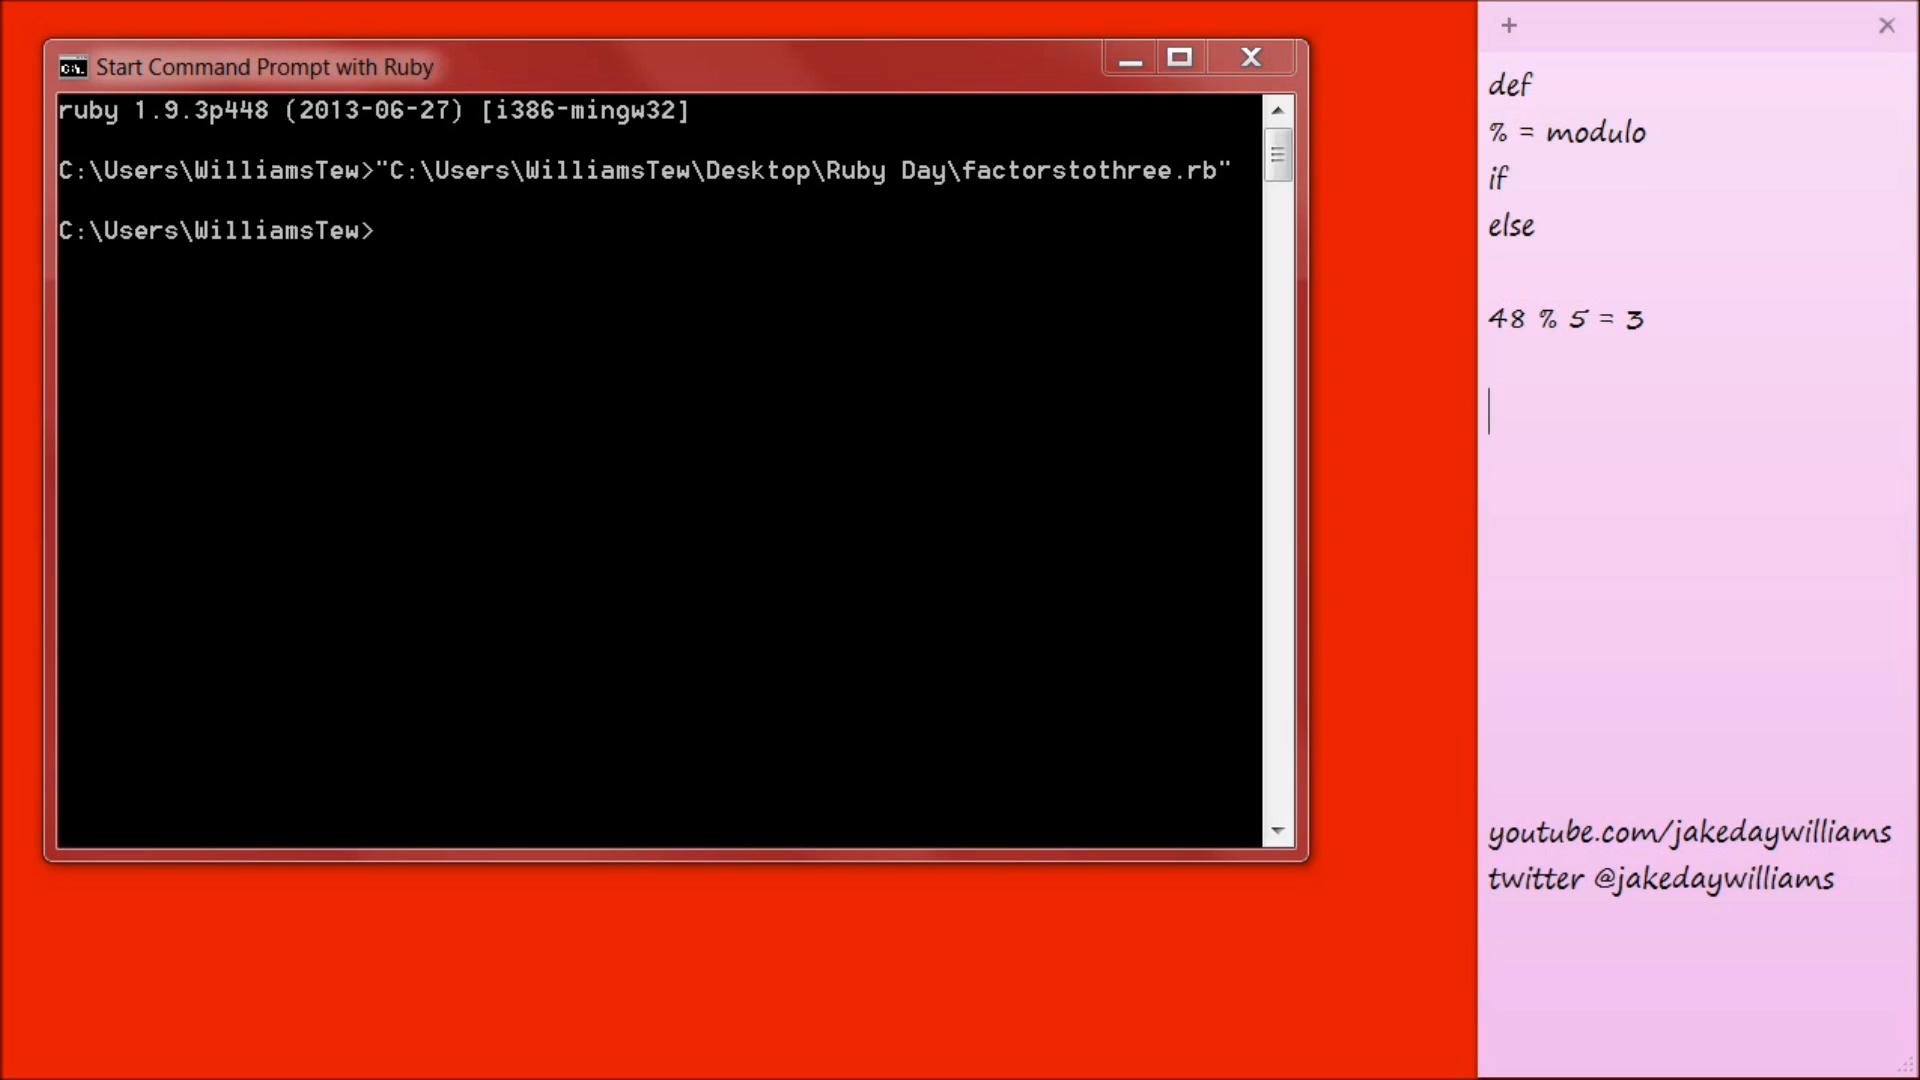 Start Command Prompt with Ruby
ruby 1.9.3p448 (2013-06-27) [i386-mingw32]
C:\Users\WilliamsTew>"C:\Users\WilliamsTew\Desktop\Ruby Day\factorstothree.rb"
C:\Users\WilliamsTew>
def
% = modulo
if
else
48 % 5 = 3
youtube.com/jakedaywilliams
twitter @jakedaywilliams